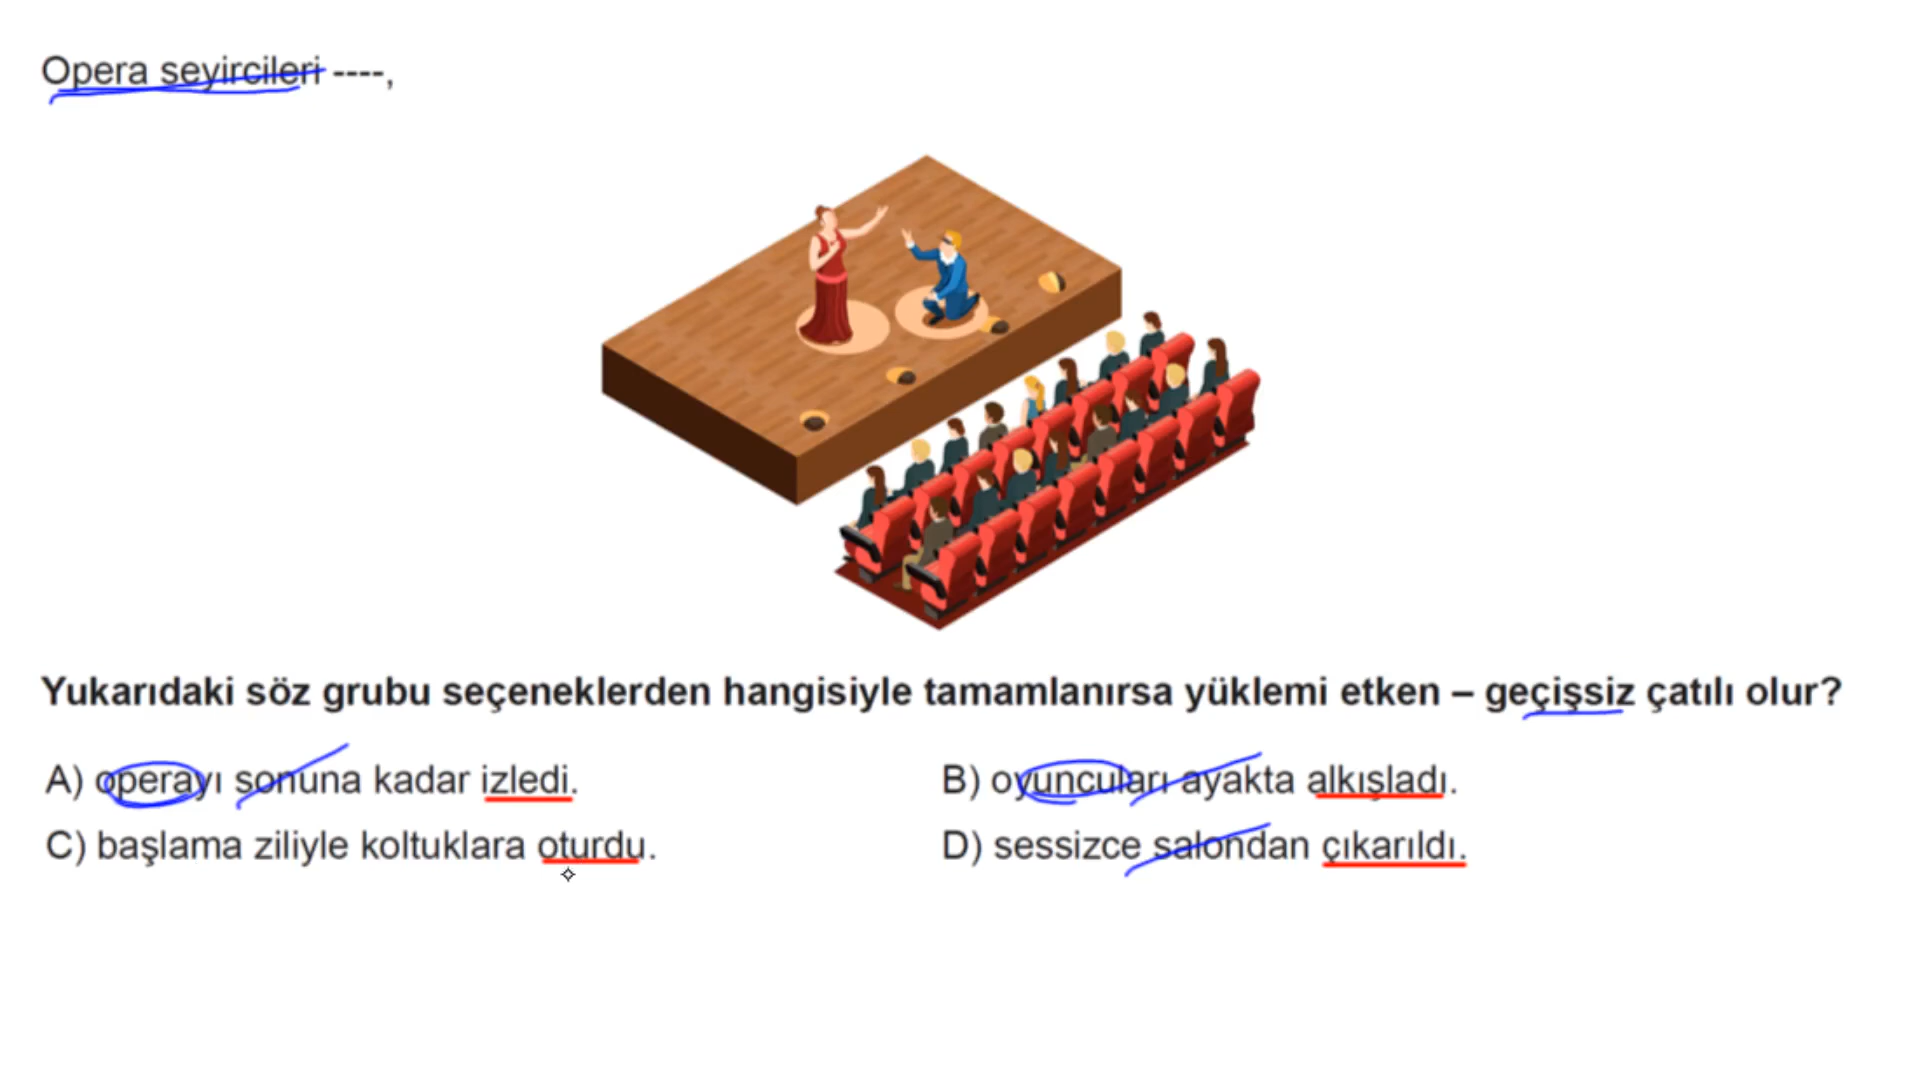 Opera seyircileri ----,
Yukarıdaki söz grubu seçeneklerden hangisiyle tamamlanırsa yüklemi etken – geçişsiz çatılı olur?
A) operayı sonuna kadar izledi.
B) oyuncuları ayakta alkışladı.
C) başlama ziliyle koltuklara oturdu.
D) sessizce salondan çıkarıldı.